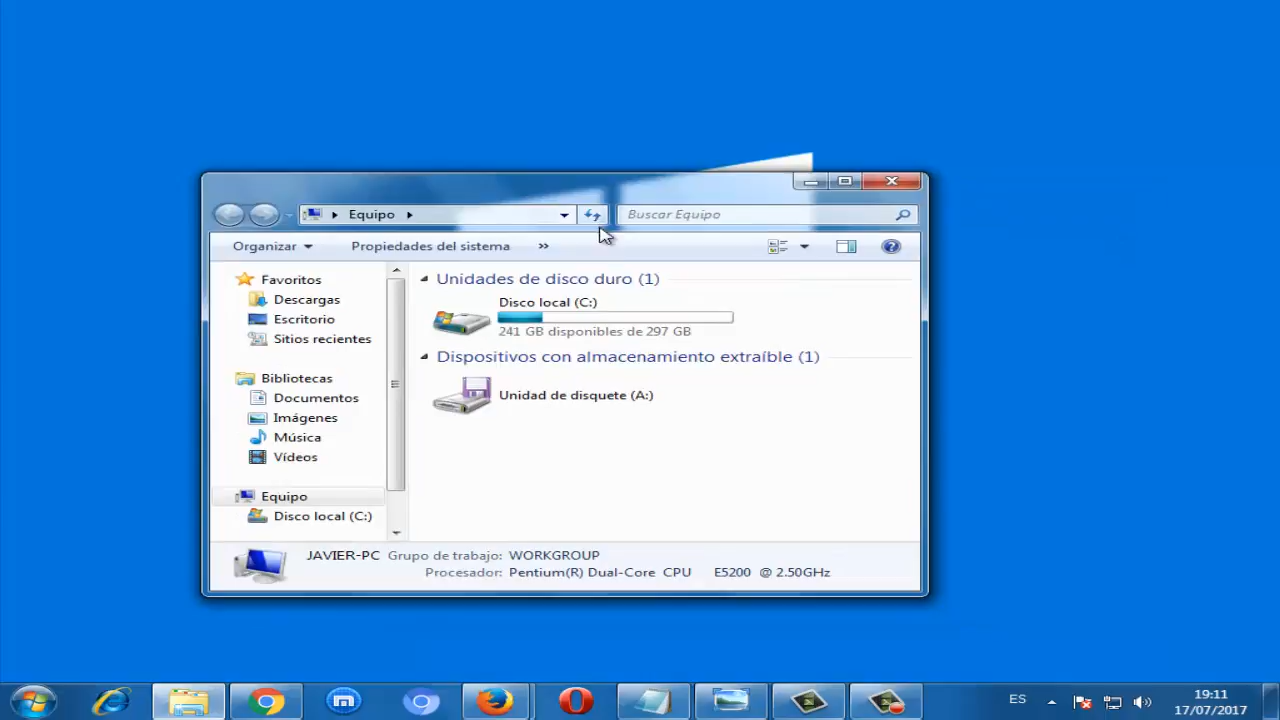 Equipo
Buscar Equipo
Organizar
Propiedades del sistema
»
Favoritos
Descargas
Escritorio
Sitios recientes
Bibliotecas
Documentos
Imágenes
Música
Vídeos
Equipo
Disco local (C:)
Unidades de disco duro (1)
Disco local (C:)
241 GB disponibles de 297 GB
Dispositivos con almacenamiento extraíble (1)
Unidad de disquete (A:)
JAVIER-PC Grupo de trabajo: WORKGROUP
Procesador: Pentium(R) Dual-Core CPU E5200 @ 2.50GHz
ES
19:11
17/07/2017